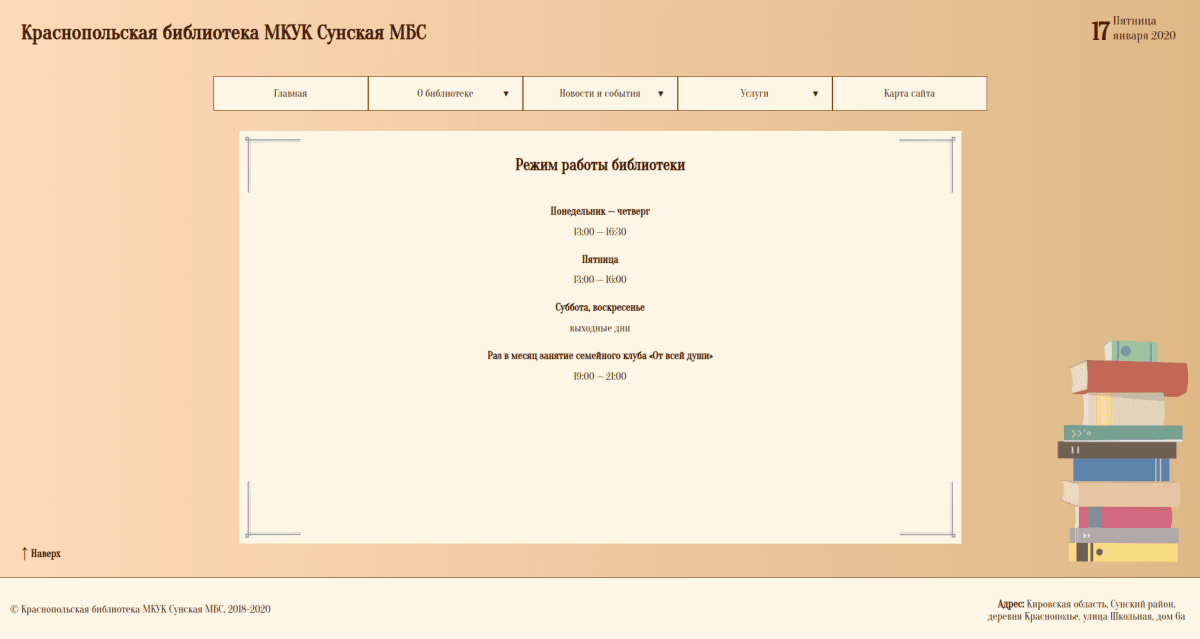 Краснопольская библиотека МКУК Сунская МБС
17 Пятница
января 2020
Главная
О библиотеке ▼
Новости и события ▼
Услуги ▼
Карта сайта
Режим работы библиотеки
Понедельник — четверг
13:00 — 16:30
Пятница
13:00 — 16:00
Суббота, воскресенье
выходные дни
Раз в месяц занятие семейного клуба «От всей души»
19:00 — 21:00
↑ Наверх
© Краснопольская библиотека МКУК Сунская МБС, 2018-2020
Адрес: Кировская область, Сунский район,
деревня Краснополье, улица Школьная, дом 6а